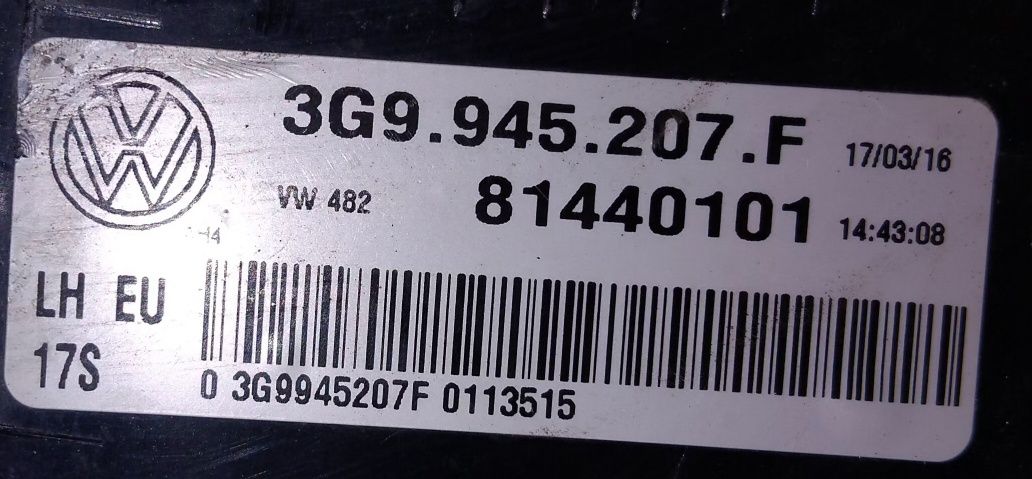 3G9.945.207.F 17/03/16
VW 482 81440101 14:43:08
LH EU
17S
0 3G9945207F 0113515